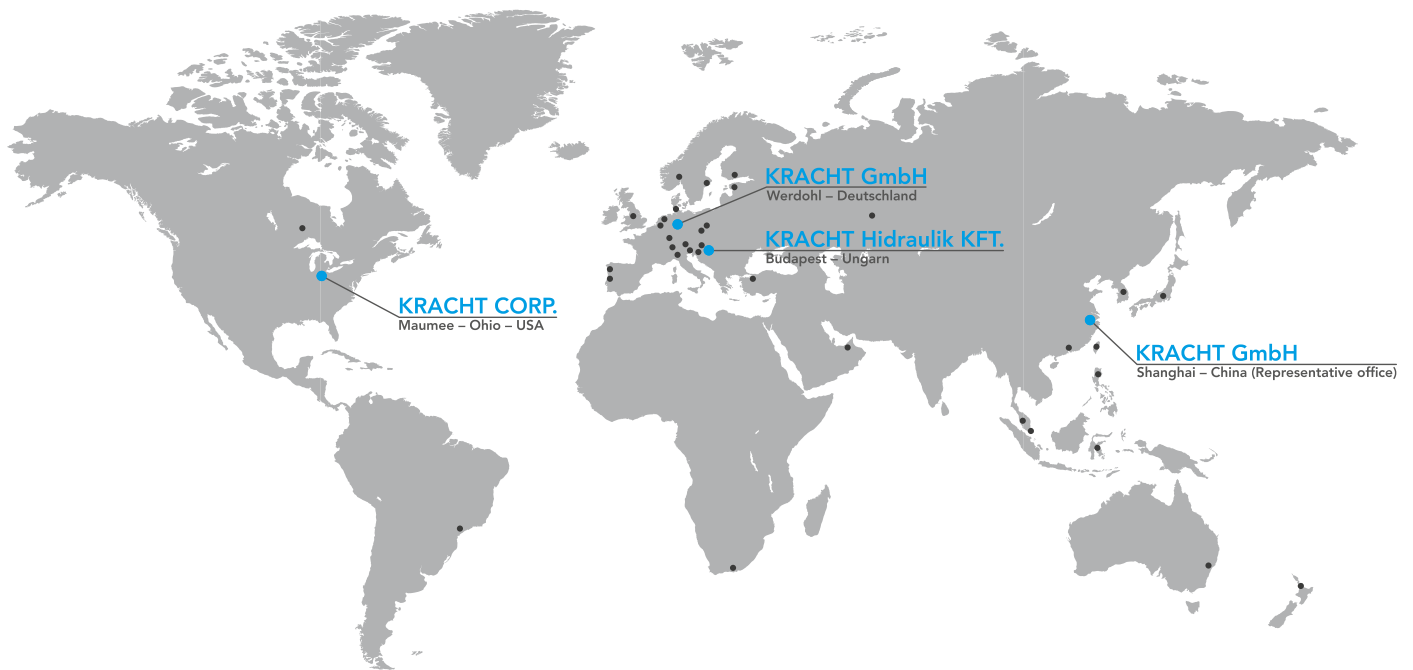 KRACHT GmbH
Werdohl – Deutschland
KRACHT Hidraulik KFT.
Budapest – Ungarn
KRACHT CORP.
Maumee – Ohio – USA
KRACHT GmbH
Shanghai – China (Representative office)